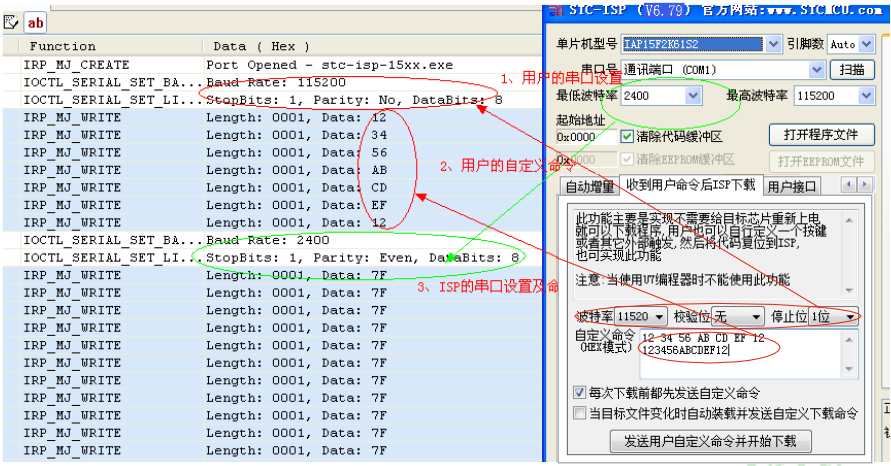 ab
Function Data ( Hex )
IRP_MJ_CREATE Port Opened - stc-isp-15xx.exe
IOCTL_SERIAL_SET_BA...Baud Rate: 115200
IOCTL_SERIAL_SET_LI...StopBits: 1, Parity: No, DataBits: 8
IRP_MJ_WRITE Length: 0001, Data: 12
IRP_MJ_WRITE Length: 0001, Data: 34
IRP_MJ_WRITE Length: 0001, Data: 56
IRP_MJ_WRITE Length: 0001, Data: AB
IRP_MJ_WRITE Length: 0001, Data: CD
IRP_MJ_WRITE Length: 0001, Data: EF
IRP_MJ_WRITE Length: 0001, Data: 12
IOCTL_SERIAL_SET_BA...Baud Rate: 2400
IOCTL_SERIAL_SET_LI...StopBits: 1, Parity: Even, DataBits: 8
IRP_MJ_WRITE Length: 0001, Data: 7F
IRP_MJ_WRITE Length: 0001, Data: 7F
IRP_MJ_WRITE Length: 0001, Data: 7F
IRP_MJ_WRITE Length: 0001, Data: 7F
IRP_MJ_WRITE Length: 0001, Data: 7F
IRP_MJ_WRITE Length: 0001, Data: 7F
IRP_MJ_WRITE Length: 0001, Data: 7F
IRP_MJ_WRITE Length: 0001, Data: 7F
IRP_MJ_WRITE Length: 0001, Data: 7F
IRP_MJ_WRITE Length: 0001, Data: 7F
IRP_MJ_WRITE Length: 0001, Data: 7F
1、用户的串口设置
2、用户的自定义命令
3、ISP的串口设置及命
STC-ISP (V6.79) 官方网站:www.STCMCU.com
单片机型号 IAP15F2K61S2 引脚数 Auto
串口号 通讯端口 (COM1) 扫描
最低波特率 2400 最高波特率 115200
起始地址
0x0000 清除代码缓冲区 打开程序文件
0x0000 清除EEPROM缓冲区 打开EEPROM文件
自动增量 收到用户命令后ISP下载 用户接口
此功能主要是实现不需要给目标芯片重新上电
就可以下载程序,用户也可以自行定义一个按键
或者其它外部触发,然后将代码复位到ISP,
也可实现此功能
注意:当使用U7编程器时不能使用此功能
波特率 11520 校验位 无 停止位 1位
自定义命令 12 34 56 AB CD EF 12
(HEX模式) 123456ABCDEF12
每次下载前都先发送自定义命令
当目标文件变化时自动装载并发送自定义下载命令
发送用户自定义命令并开始下载